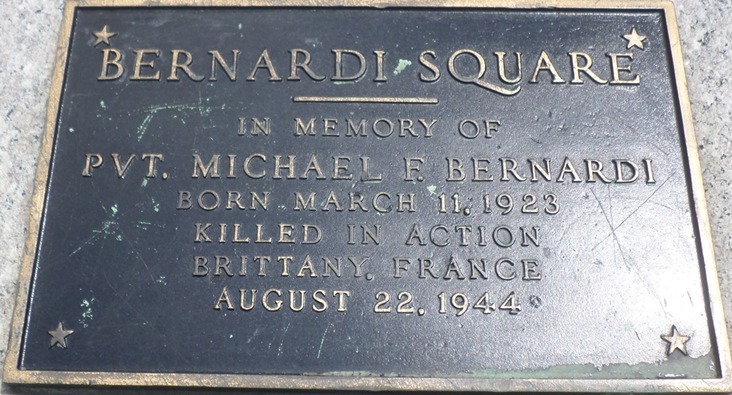 BERNARDI SQUARE
IN MEMORY OF
PVT. MICHAEL F. BERNARDI
BORN MARCH 11, 1923
KILLED IN ACTION
BRITTANY, FRANCE
AUGUST 22, 1944